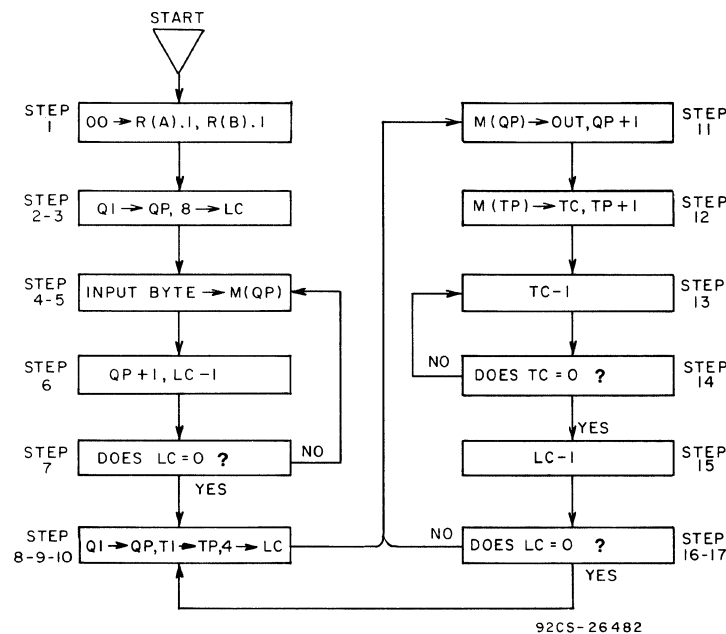 START
STEP
1
OO → R(A).1, R(B).1
STEP
2-3
Q1 → QP, 8 → LC
STEP
4-5
INPUT BYTE → M(QP)
STEP
6
QP+1, LC-1
STEP
7
DOES LC=0 ?
NO
YES
STEP
8-9-10
Q1 → QP, T1 → TP, 4 → LC
M(QP) → OUT, QP+1
STEP
11
M(TP) → TC, TP+1
STEP
12
TC-1
STEP
13
NO
DOES TC=0 ?
STEP
14
YES
LC-1
STEP
15
NO
DOES LC=0 ?
STEP
16-17
YES
92CS-26482